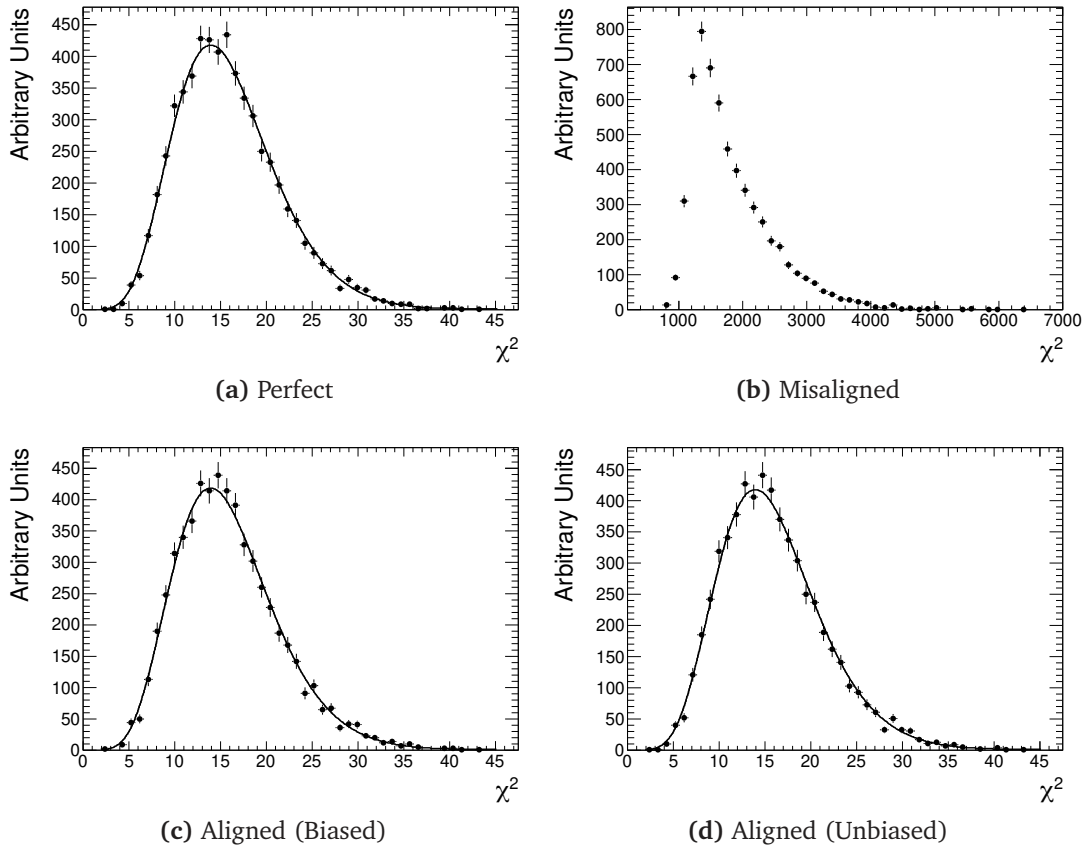 Arbitrary Units
450
400
350
300
250
200
150
100
50
0
0 5 10 15 20 25 30 35 40 45
χ²
(a) Perfect
Arbitrary Units
800
700
600
500
400
300
200
100
0
1000 2000 3000 4000 5000 6000 7000
χ²
(b) Misaligned
Arbitrary Units
450
400
350
300
250
200
150
100
50
0
0 5 10 15 20 25 30 35 40 45
χ²
(c) Aligned (Biased)
Arbitrary Units
450
400
350
300
250
200
150
100
50
0
0 5 10 15 20 25 30 35 40 45
χ²
(d) Aligned (Unbiased)